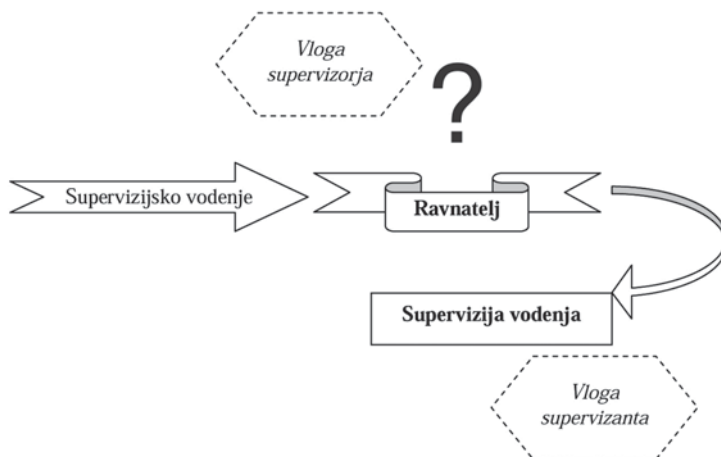 Vloga
supervizorja
?
Supervizijsko vodenje
Ravnatelj
Supervizija vodenja
Vloga
supervizanta